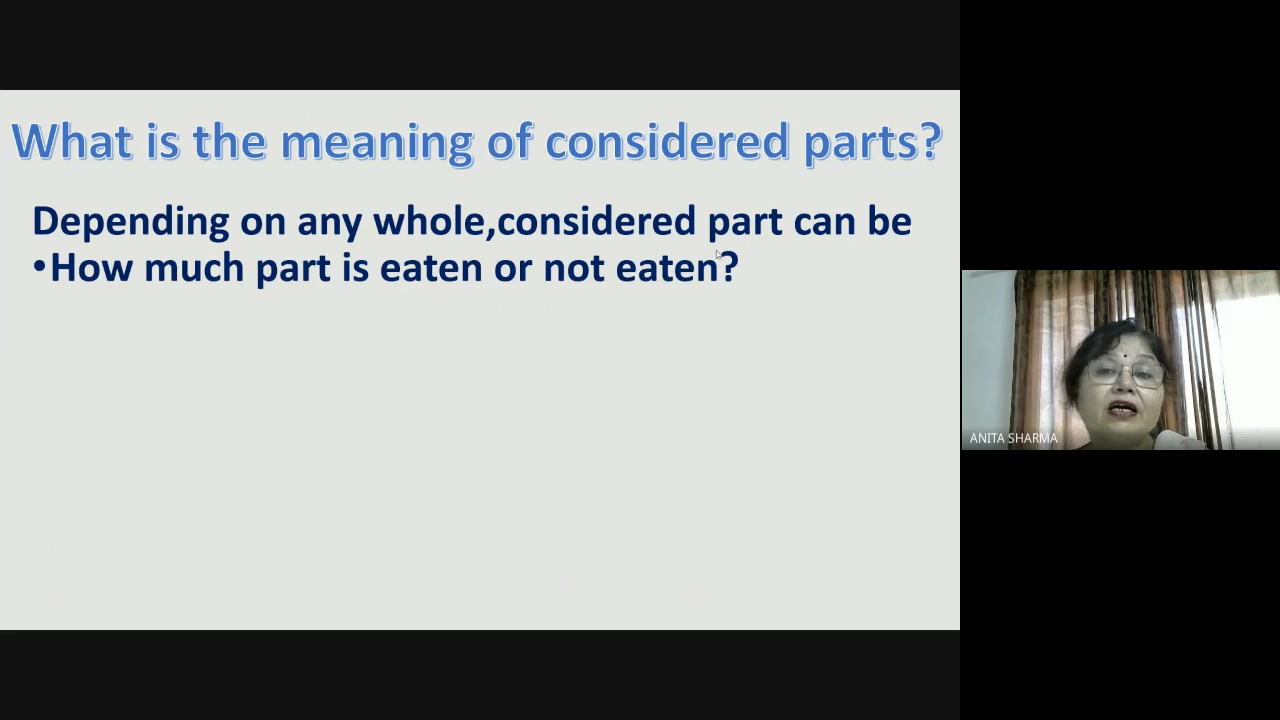 What is the meaning of considered parts?
Depending on any whole,considered part can be
•How much part is eaten or not eaten?
ANITA SHARMA